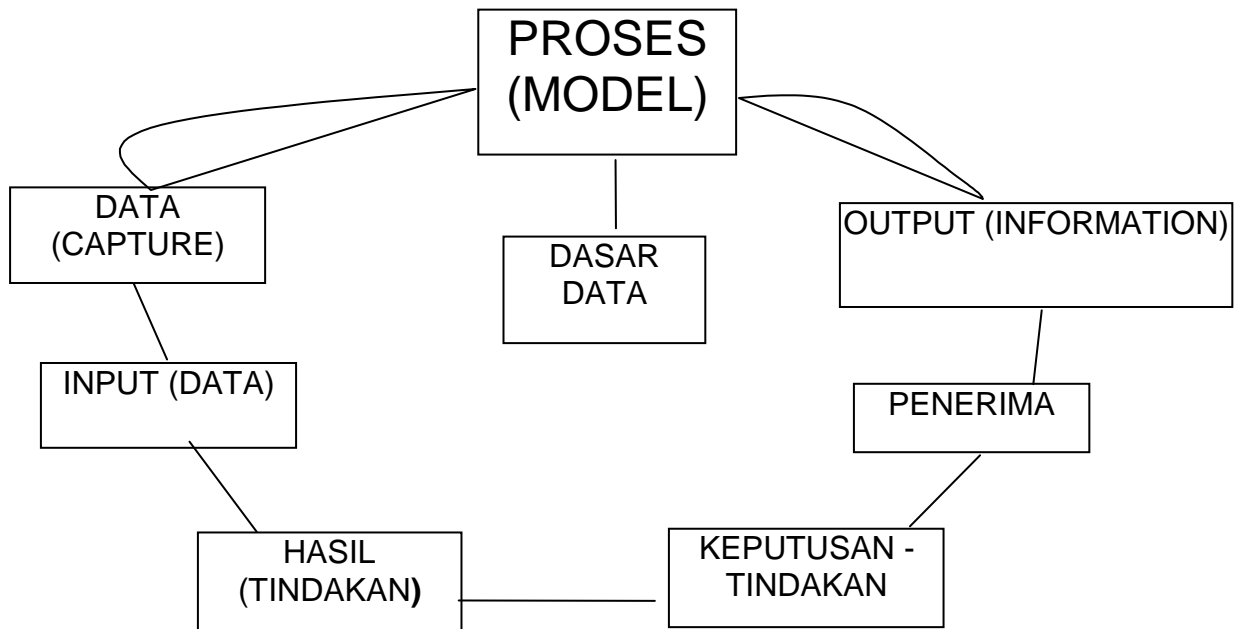 PROSES
(MODEL)
DATA
(CAPTURE)
OUTPUT (INFORMATION)
DASAR
DATA
INPUT (DATA)
PENERIMA
HASIL
(TINDAKAN)
KEPUTUSAN -
TINDAKAN